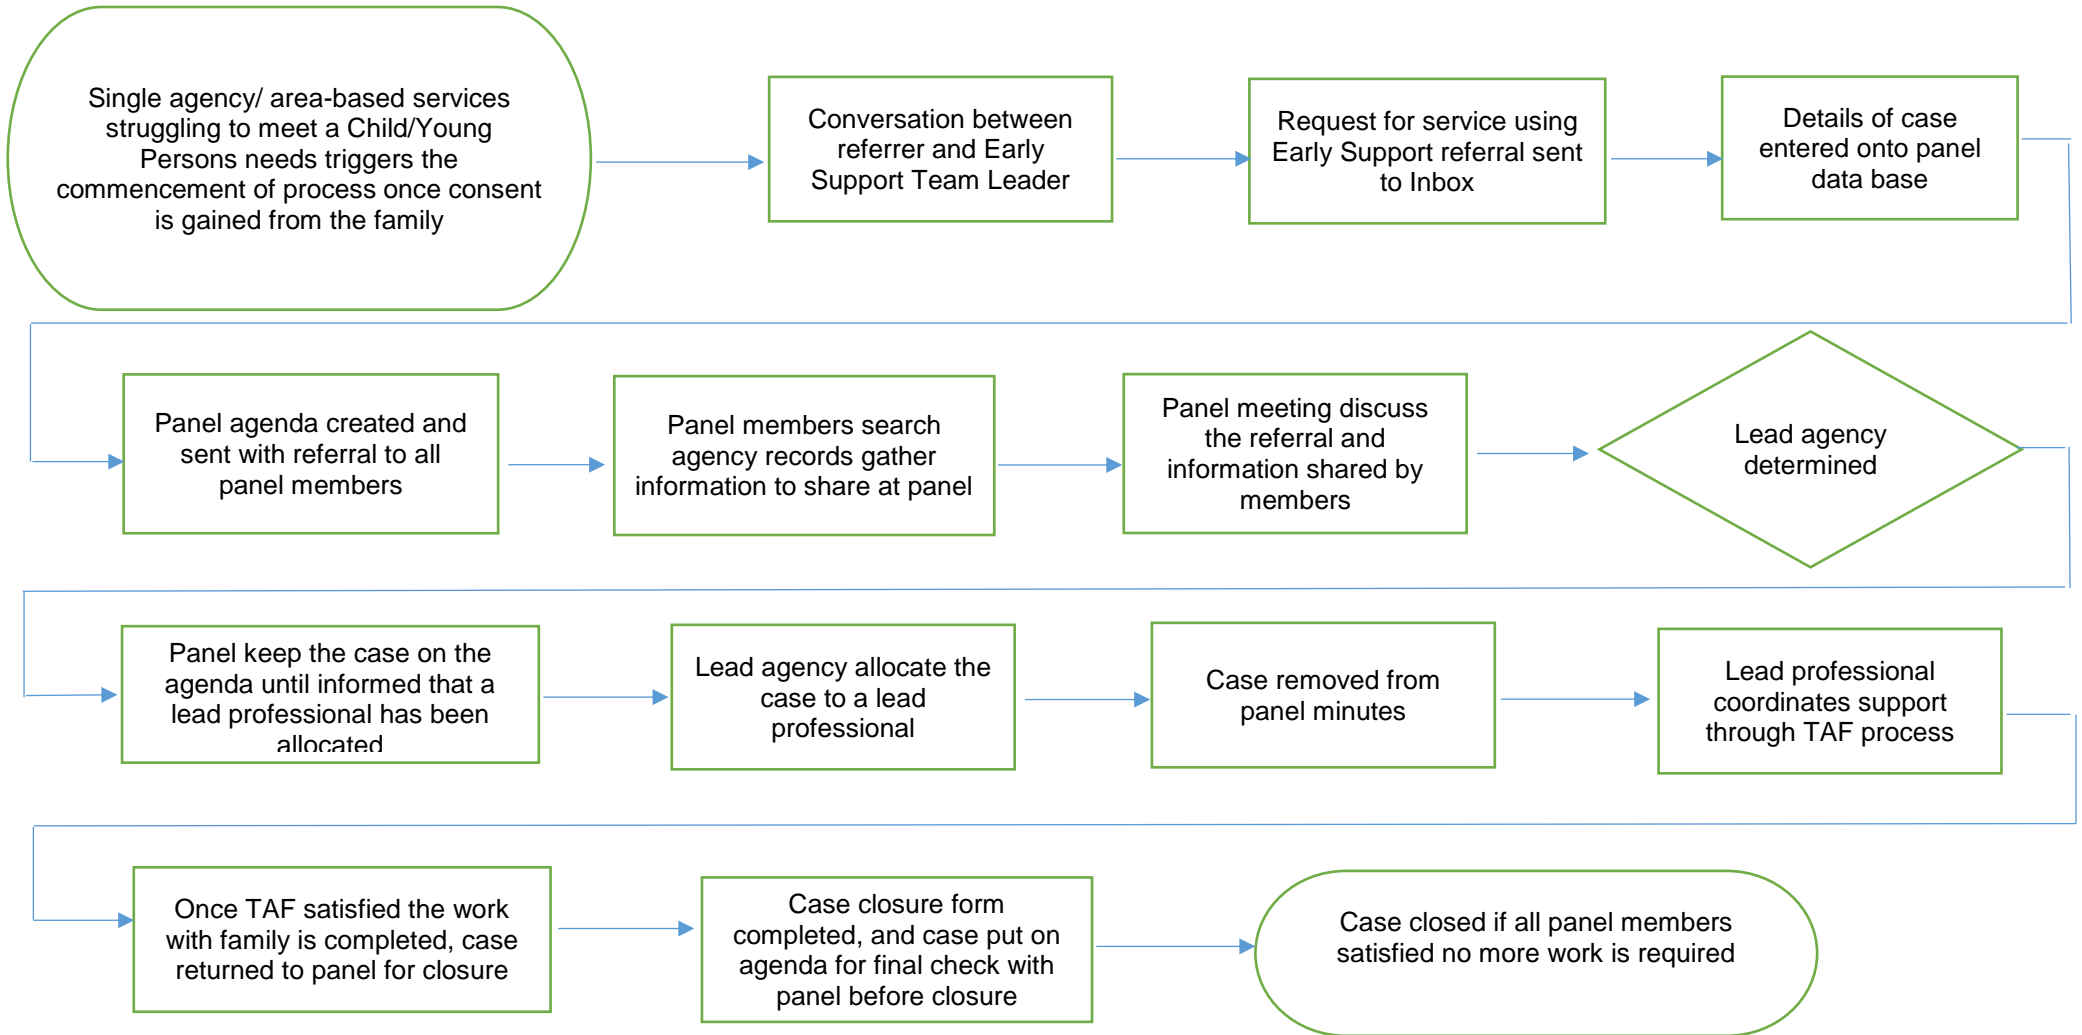 Single agency/ area-based services
struggling to meet a Child/Young
Persons needs triggers the
commencement of process once consent
is gained from the family
Conversation between
referrer and Early
Support Team Leader
Request for service using
Early Support referral sent
to Inbox
Details of case
entered onto panel
data base
Panel agenda created and
sent with referral to all
panel members
Panel members search
agency records gather
information to share at panel
Panel meeting discuss
the referral and
information shared by
members
Lead agency
determined
Panel keep the case on the
agenda until informed that a
lead professional has been
allocated
Lead agency allocate the
case to a lead
professional
Case removed from
panel minutes
Lead professional
coordinates support
through TAF process
Once TAF satisfied the work
with family is completed, case
returned to panel for closure
Case closure form
completed, and case put on
agenda for final check with
panel before closure
Case closed if all panel members
satisfied no more work is required